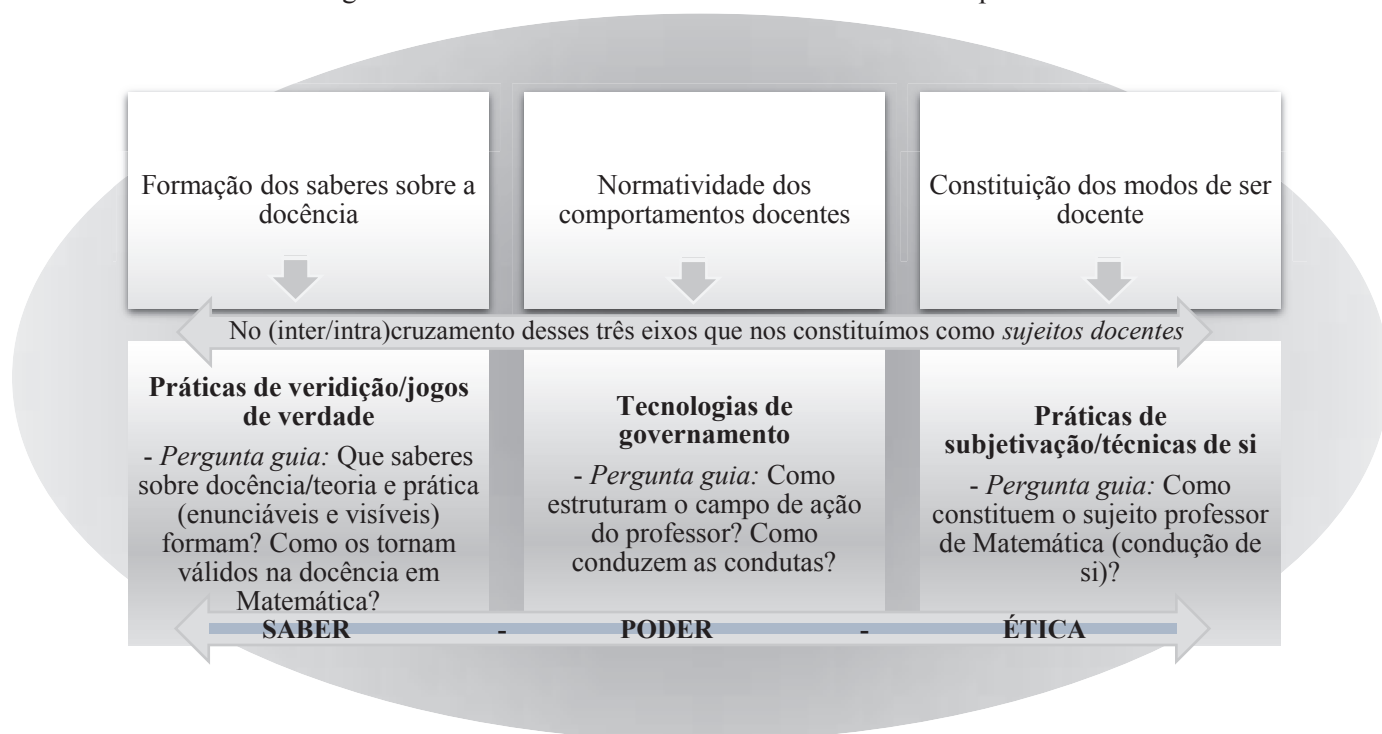 Formação dos saberes sobre a
docência
Normatividade dos
comportamentos docentes
Constituição dos modos de ser
docente
No (inter/intra)cruzamento desses três eixos que nos constituímos como sujeitos docentes
Práticas de veridição/jogos
de verdade
- Pergunta guia: Que saberes
sobre docência/teoria e prática
(enunciáveis e visíveis)
formam? Como os tornam
válidos na docência em
Matemática?
Tecnologias de
governamento
- Pergunta guia: Como
estruturam o campo de ação
do professor? Como
conduzem as condutas?
Práticas de
subjetivação/técnicas de si
- Pergunta guia: Como
constituem o sujeito professor
de Matemática (condução de
si)?
SABER - PODER - ÉTICA